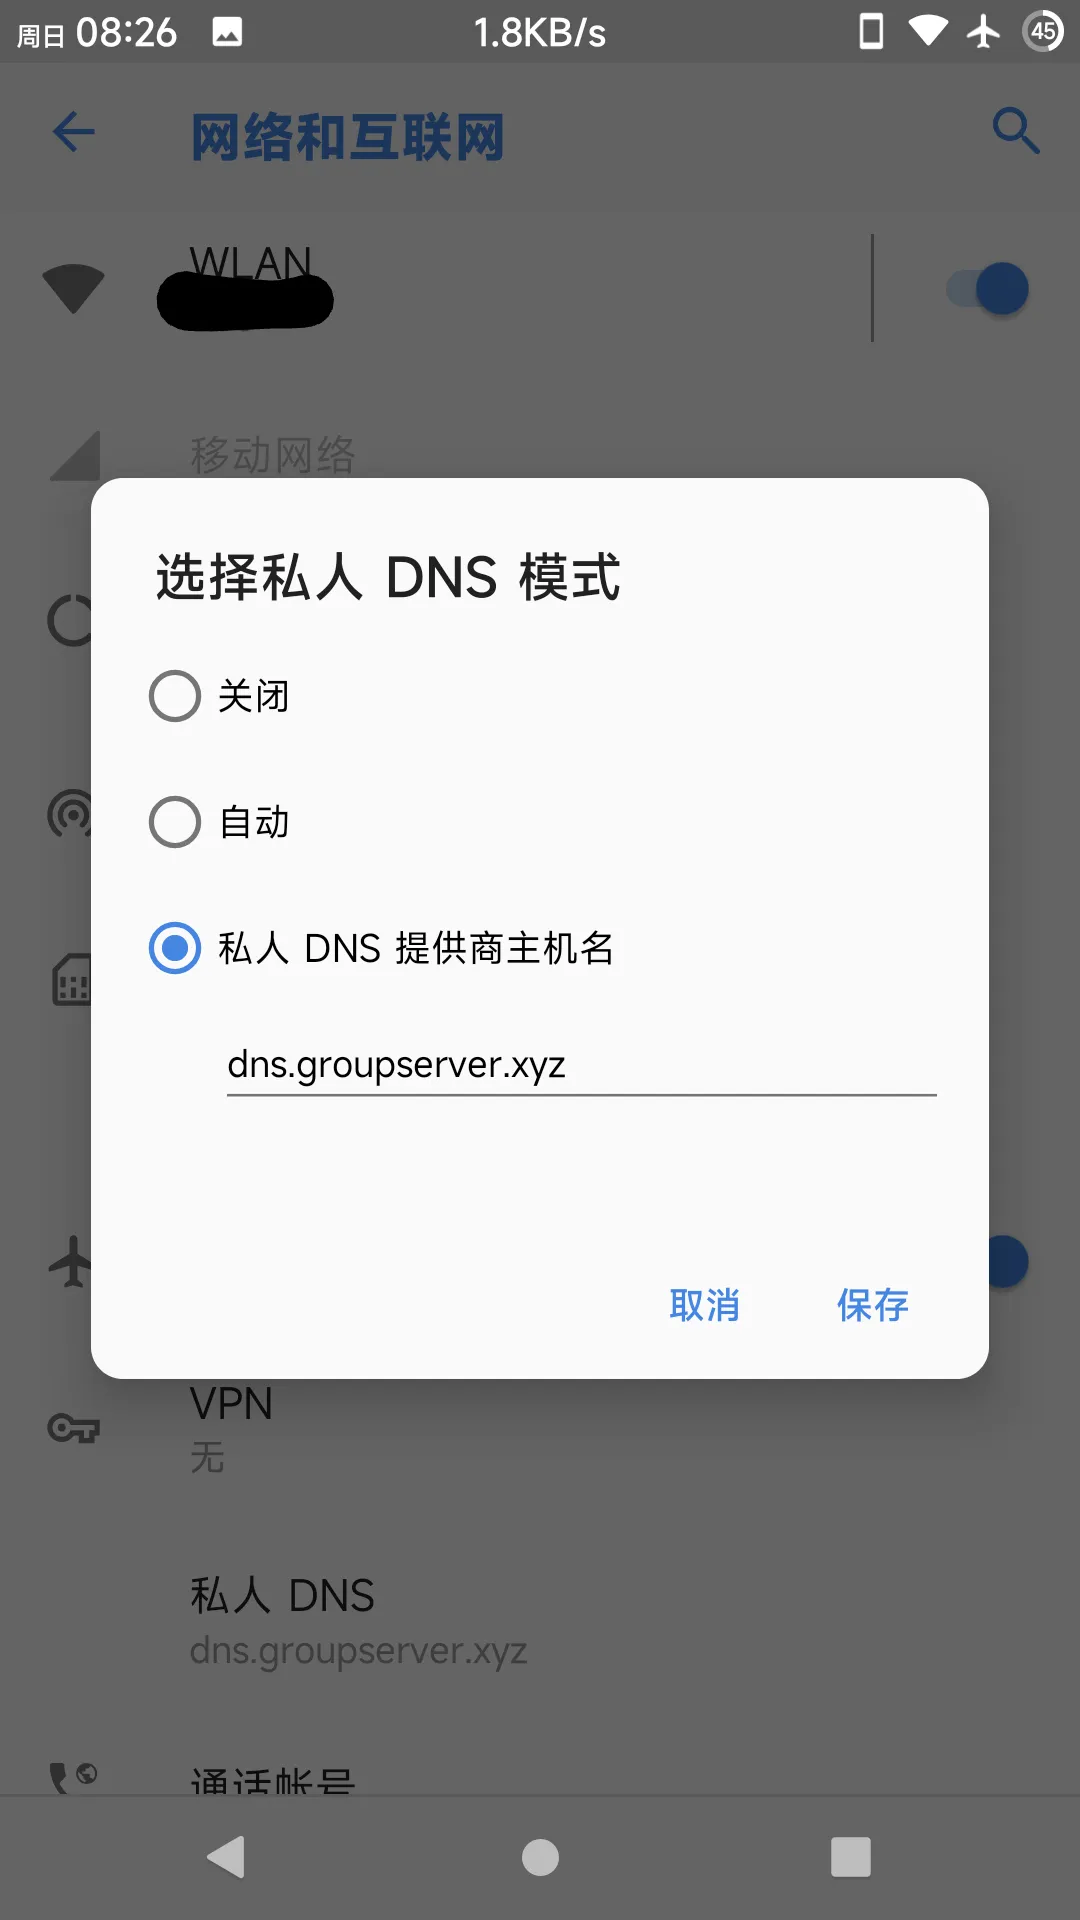 周日 08:26
1.8KB/s
45
网络和互联网
WLAN
移动网络
选择私人 DNS 模式
关闭
自动
私人 DNS 提供商主机名
dns.groupserver.xyz
取消
保存
VPN
无
私人 DNS
dns.groupserver.xyz
通话帐号